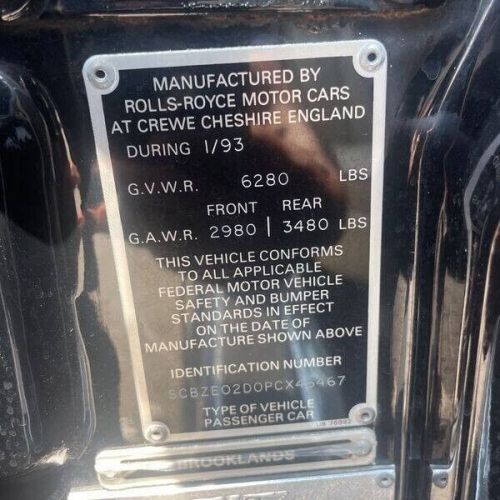 MANUFACTURED BY
ROLLS-ROYCE MOTOR CARS
AT CREWE CHESHIRE ENGLAND
DURING 1/93
G.V.W.R. 6280 LBS
FRONT REAR
G.A.W.R. 2980 | 3480 LBS
THIS VEHICLE CONFORMS
TO ALL APPLICABLE
FEDERAL MOTOR VEHICLE
SAFETY AND BUMPER
STANDARDS IN EFFECT
ON THE DATE OF
MANUFACTURE SHOWN ABOVE
IDENTIFICATION NUMBER
TYPE OF VEHICLE
PASSENGER CAR
BROOKLANDS